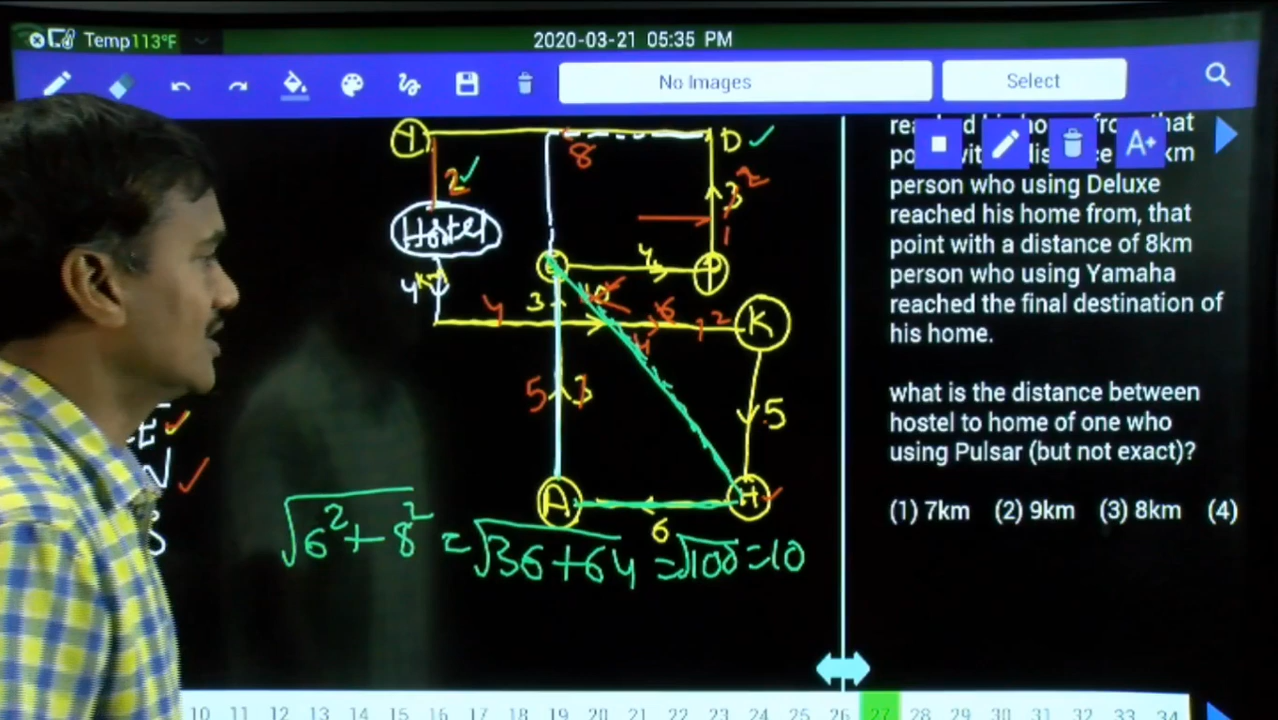 Temp113°F
2020-03-21 05:35 PM
No Images
Select
A+
person who using Deluxe
reached his home from, that
point with a distance of 8km
person who using Yamaha
reached the final destination of
his home.
what is the distance between
hostel to home of one who
using Pulsar (but not exact)?
(1) 7km (2) 9km (3) 8km (4)
Y
8
D
2
3
2
Hostel
1
4
P
4
3
10
4
6
2
K
4
5
3
5
A
H
6
√6²+8² = √36+64 = √100 = 10
10 11 12 13 14 15 16 17 18 19 20 21 22 23 24 25 26 27 28 29 30 31 32 33 34